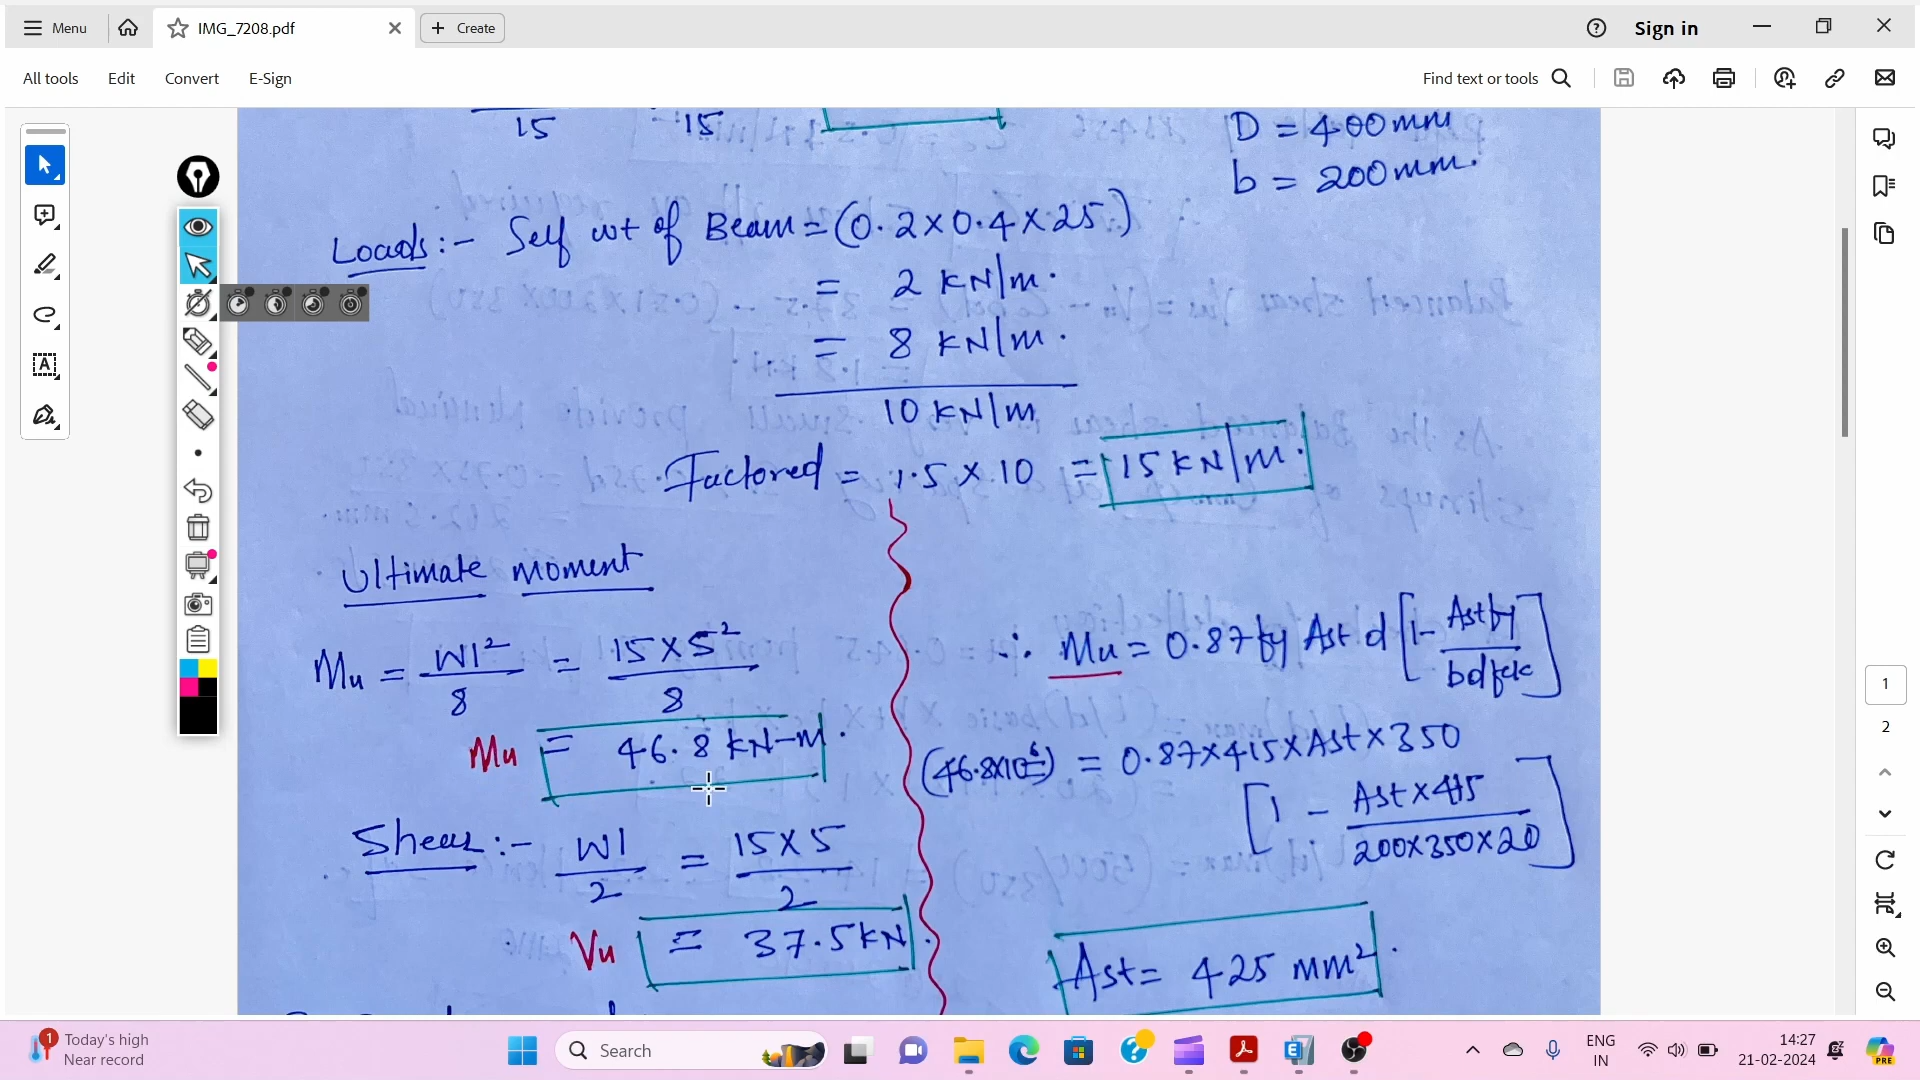 Menu
IMG_7208.pdf
Create
Sign in
All tools
Edit
Convert
E-Sign
Find text or tools
15
15
D = 400 mm
b = 200 mm.
Loads :- Self wt of Beam = (0.2 x 0.4 x 25)
= 2 KN/m.
= 8 KN/m.
10 KN/m
Factored = 1.5 x 10 = 15 KN/m.
Ultimate moment
Mu = Wl²/8 = 15 x 5²/8
Mu = 46.8 KN-m.
Shear :- Wl/2 = 15 x 5/2
Vu = 37.5 KN.
∴ Mu = 0.87 fy Ast d [1 - Ast fy/bd fck]
(46.8x10⁶) = 0.87 x 415 x Ast x 350
[1 - Ast x 415/200 x 350 x 20]
Ast = 425 mm².
1
2
1
Today's high
Near record
Search
ENG
IN
14:27
21-02-2024
PRE